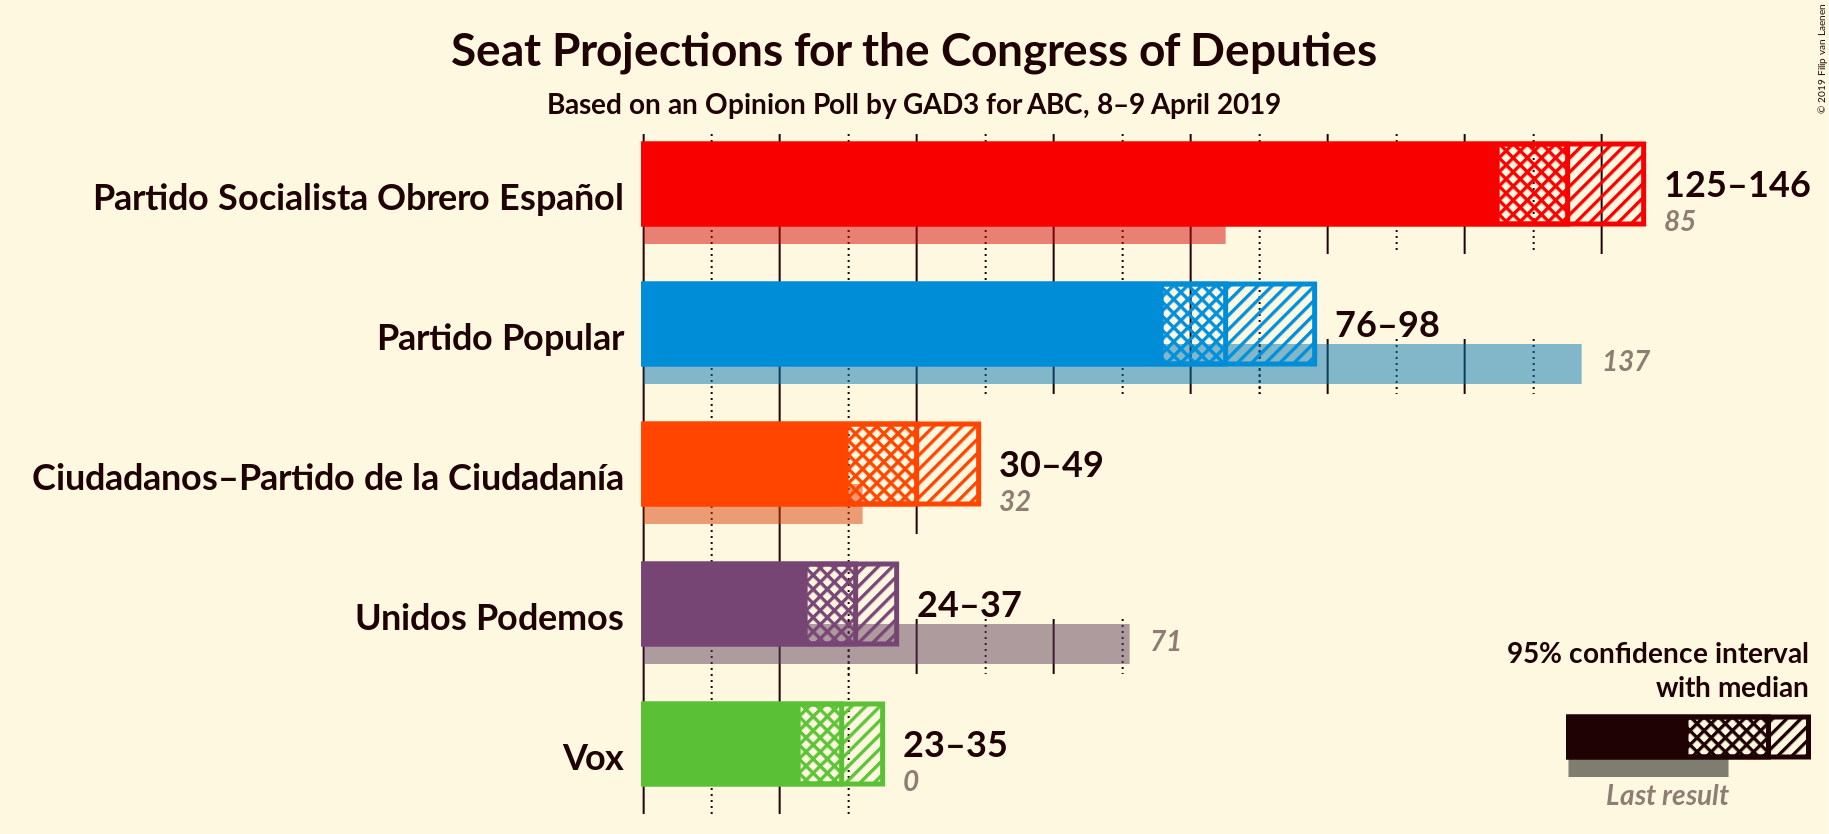 Seat Projections for the Congress of Deputies
Based on an Opinion Poll by GAD3 for ABC, 8–9 April 2019
© 2019 Filip van Laenen
Partido Socialista Obrero Español
125–146
85
Partido Popular
76–98
137
Ciudadanos–Partido de la Ciudadanía
30–49
32
Unidos Podemos
24–37
71
Vox
23–35
0
95% confidence interval
with median
Last result